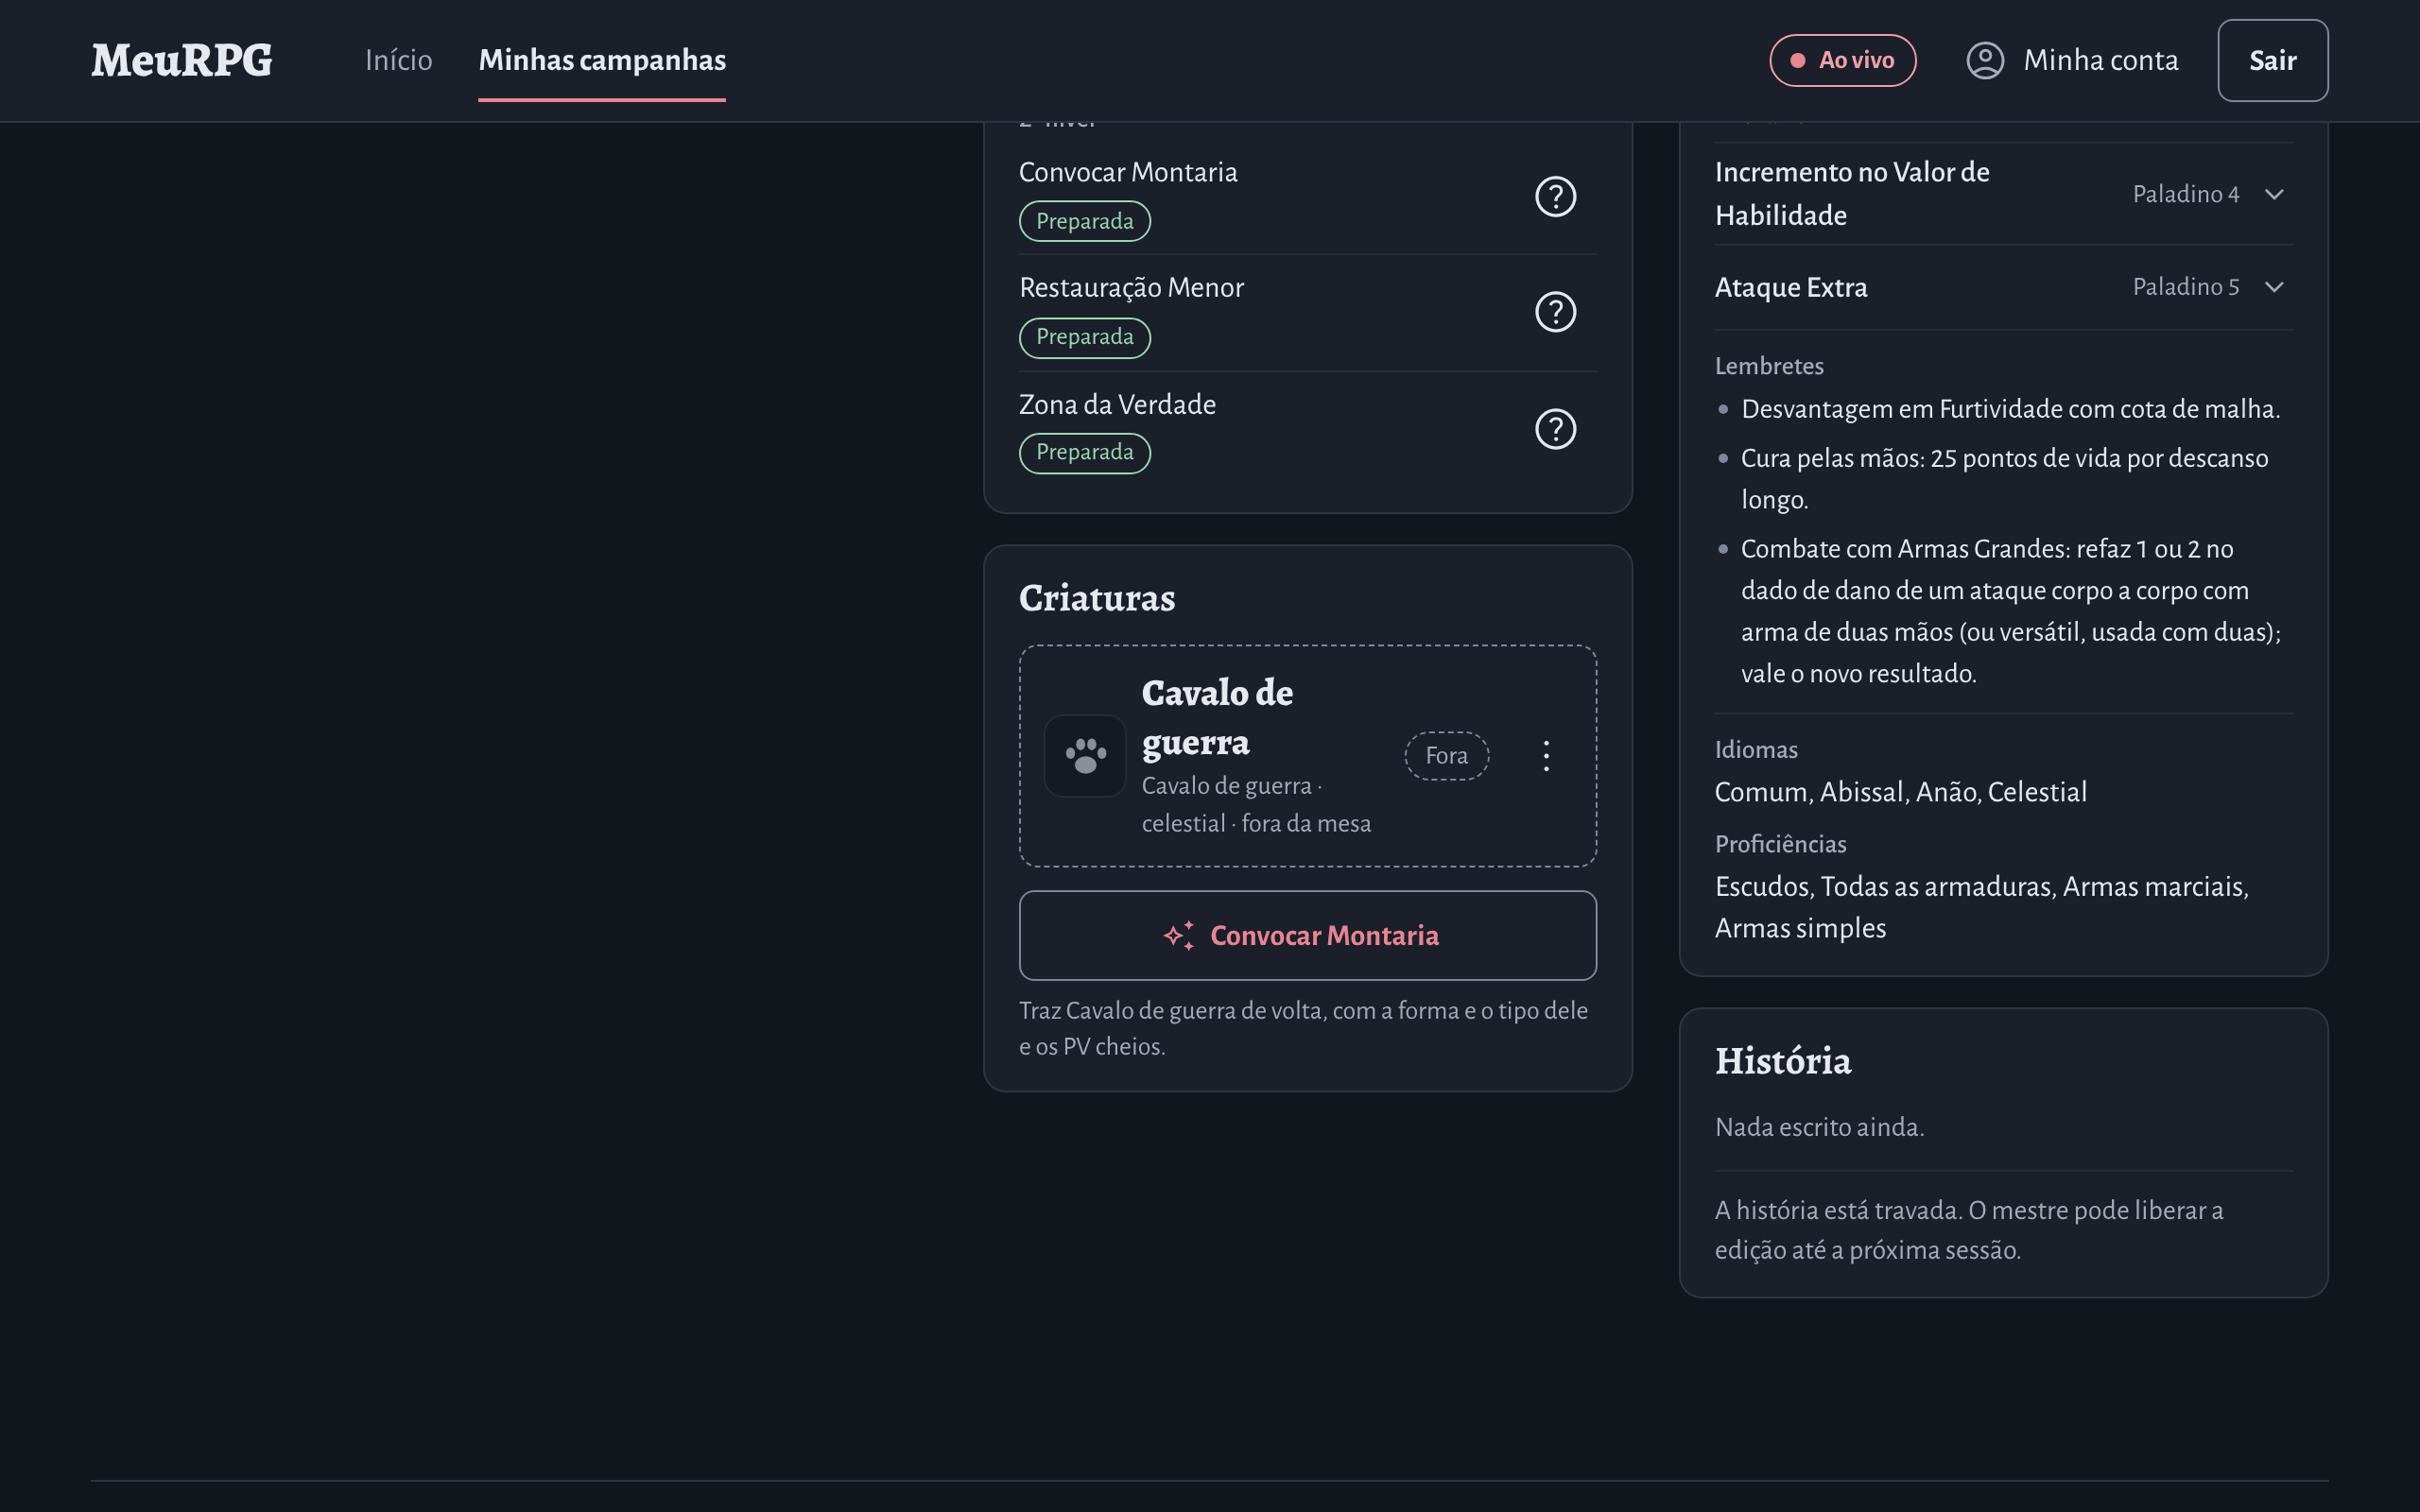 MeuRPG
Início
Minhas campanhas
Ao vivo
Minha conta
Sair
Convocar Montaria
Preparada
Restauração Menor
Preparada
Zona da Verdade
Preparada
Criaturas
Cavalo de
guerra
Cavalo de guerra ·
celestial · fora da mesa
Fora
Convocar Montaria
Traz Cavalo de guerra de volta, com a forma e o tipo dele
e os PV cheios.
Incremento no Valor de
Habilidade
Paladino 4
Ataque Extra
Paladino 5
Lembretes
Desvantagem em Furtividade com cota de malha.
Cura pelas mãos: 25 pontos de vida por descanso
longo.
Combate com Armas Grandes: refaz 1 ou 2 no
dado de dano de um ataque corpo a corpo com
arma de duas mãos (ou versátil, usada com duas);
vale o novo resultado.
Idiomas
Comum, Abissal, Anão, Celestial
Proficiências
Escudos, Todas as armaduras, Armas marciais,
Armas simples
História
Nada escrito ainda.
A história está travada. O mestre pode liberar a
edição até a próxima sessão.